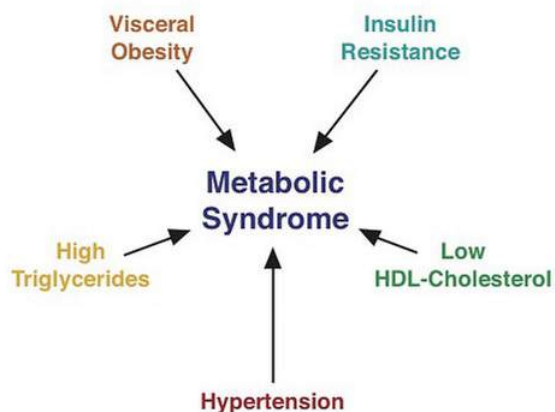 Visceral
Obesity
Insulin
Resistance
Metabolic
Syndrome
High
Triglycerides
Low
HDL-Cholesterol
Hypertension